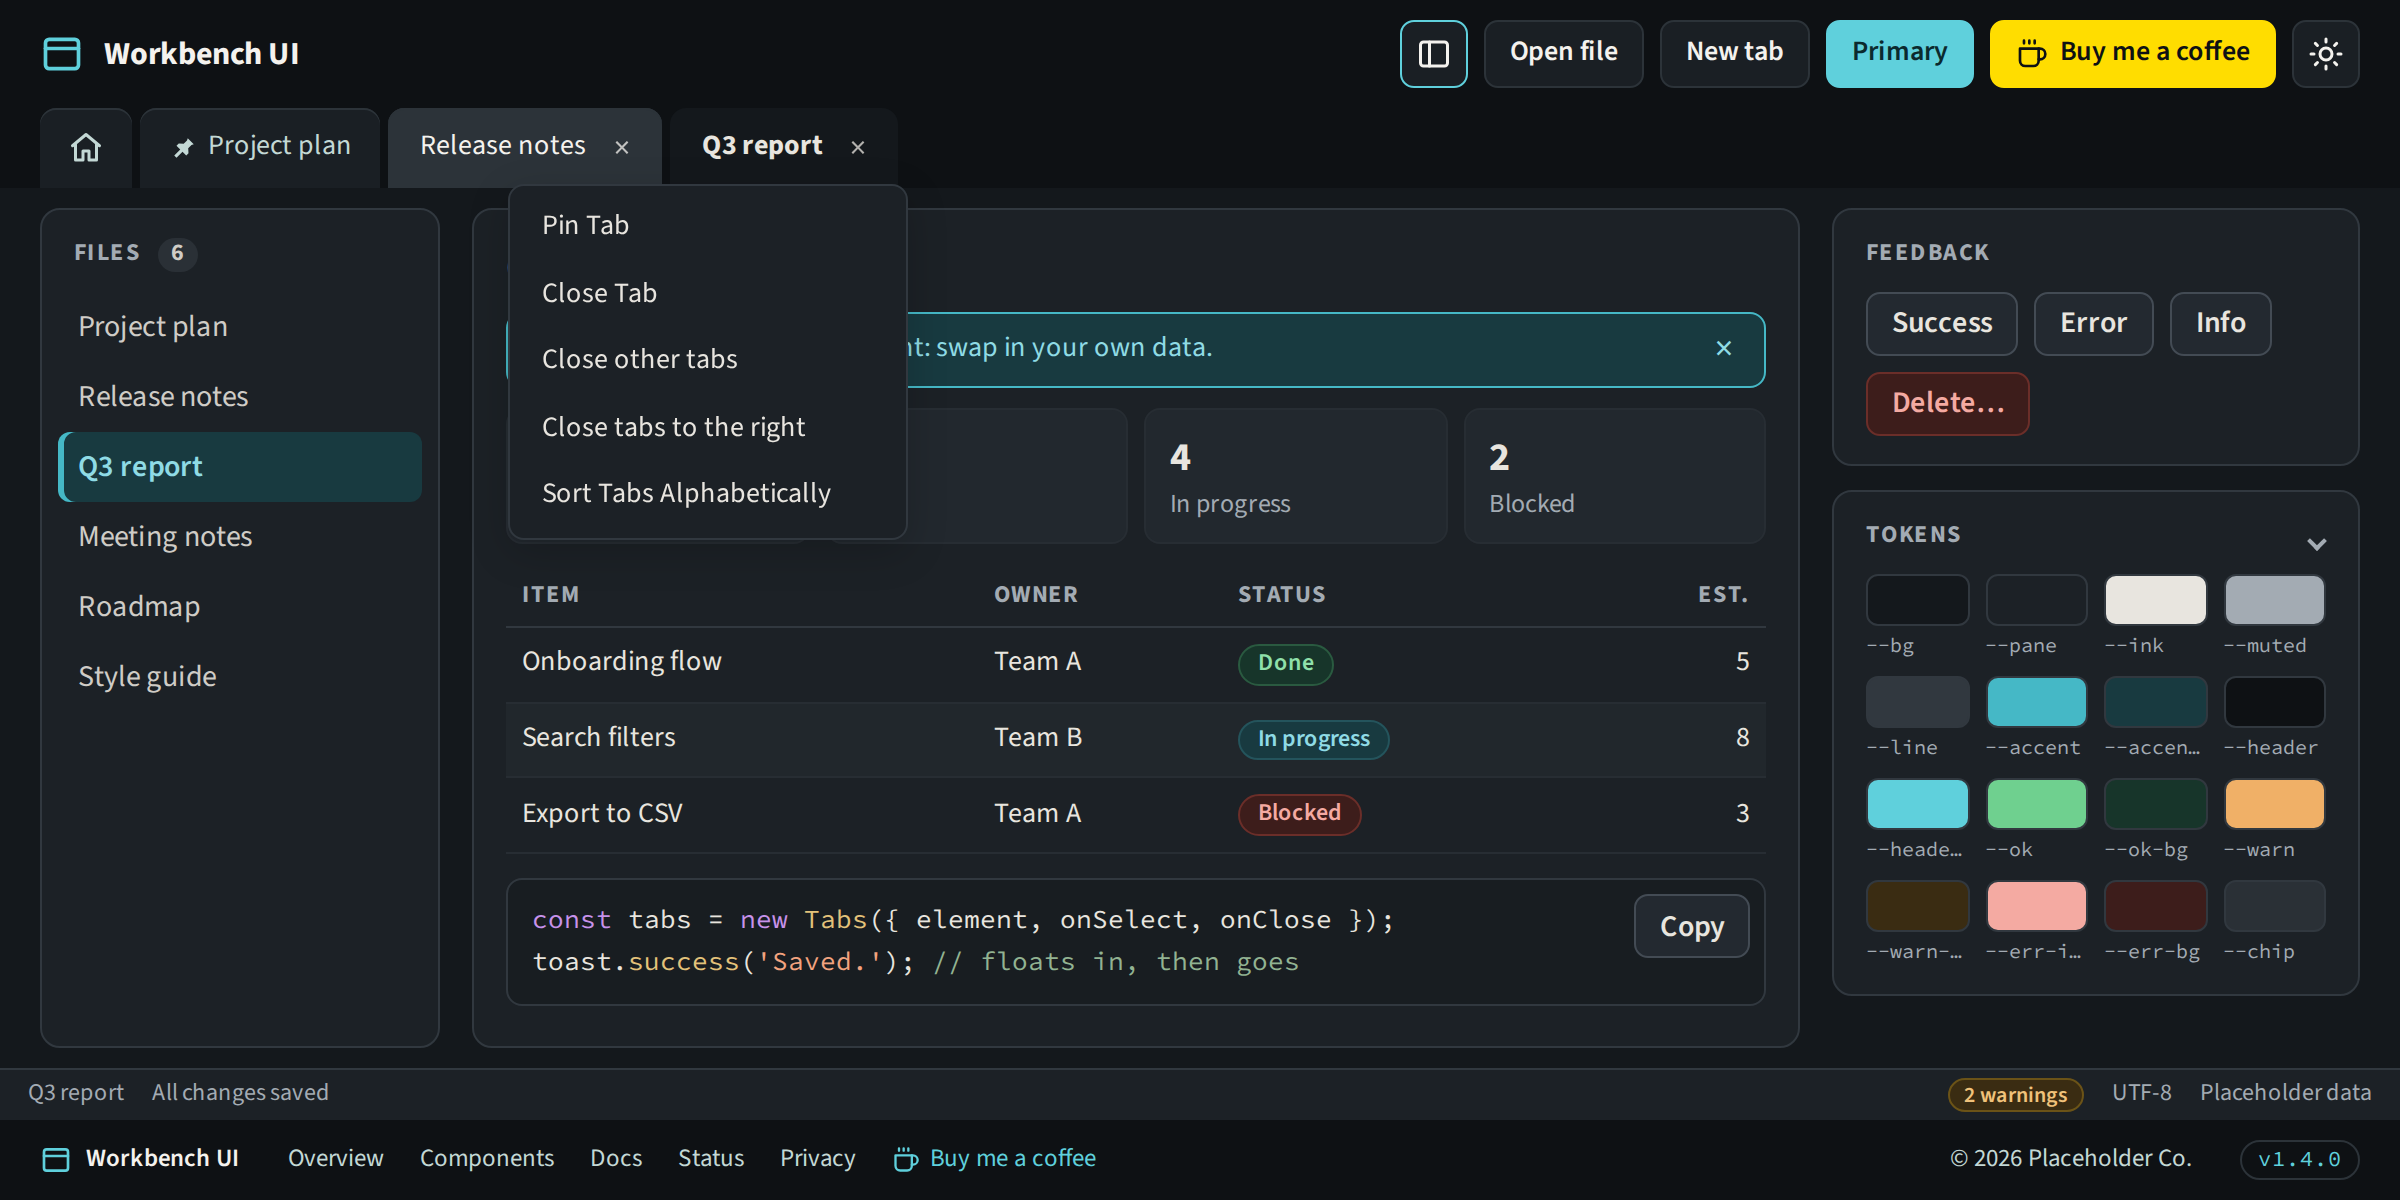 Workbench UI
Open file
New tab
Primary
Buy me a coffee
Project plan
Release notes ×
Q3 report ×
Pin Tab
Close Tab
Close other tabs
Close tabs to the right
Sort Tabs Alphabetically
FILES 6
Project plan
Release notes
Q3 report
Meeting notes
Roadmap
Style guide
swap in your own data. ×
4
In progress
2
Blocked
ITEM OWNER STATUS EST.
Onboarding flow Team A Done 5
Search filters Team B In progress 8
Export to CSV Team A Blocked 3
const tabs = new Tabs({ element, onSelect, onClose });
toast.success('Saved.'); // floats in, then goes
Copy
FEEDBACK
Success Error Info
Delete...
TOKENS
--bg --pane --ink --muted
--line --accent --accen… --header
--heade… --ok --ok-bg --warn
--warn-… --err-i… --err-bg --chip
Q3 report All changes saved
2 warnings UTF-8 Placeholder data
Workbench UI Overview Components Docs Status Privacy Buy me a coffee
© 2026 Placeholder Co. v1.4.0